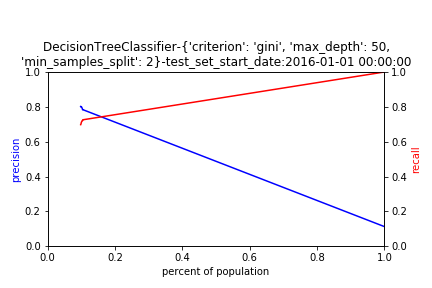 DecisionTreeClassifier-{'criterion': 'gini', 'max_depth': 50,
'min_samples_split': 2}-test_set_start_date:2016-01-01 00:00:00
1.0
0.8
0.6
0.4
0.2
0.0
precision
1.0
0.8
0.6
0.4
0.2
0.0
recall
0.0 0.2 0.4 0.6 0.8 1.0
percent of population